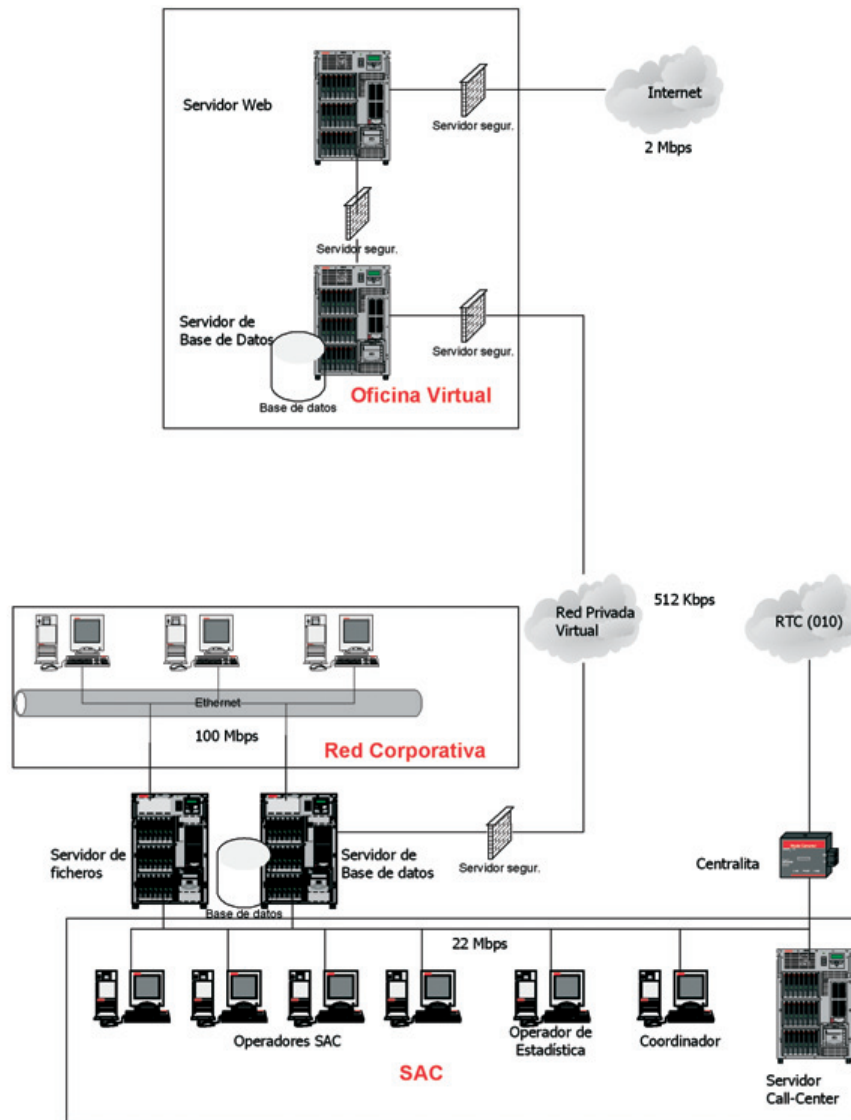 Servidor Web
Servidor segur.
Internet
2 Mbps
Servidor segur.
Servidor de
Base de Datos
Servidor segur.
Base de datos
Oficina Virtual
Red Privada
Virtual
512 Kbps
RTC (010)
Ethernet
100 Mbps
Red Corporativa
Servidor de
ficheros
Base de datos
Servidor de
Base de datos
Servidor segur.
Centralita
22 Mbps
Operadores SAC
Operador de
Estadística
Coordinador
SAC
Servidor
Call-Center